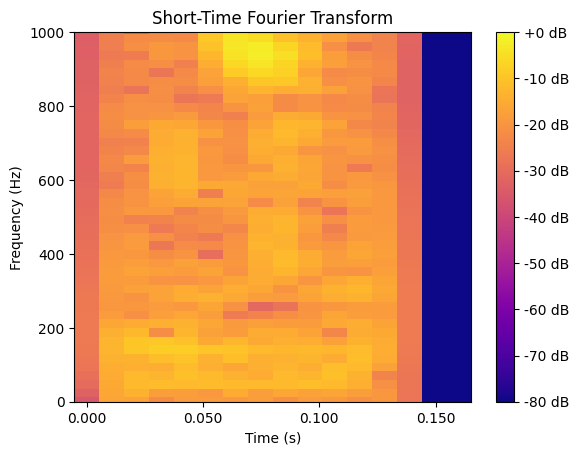 Short-Time Fourier Transform
Frequency (Hz)
1000
800
600
400
200
0
0.000
0.050
0.100
0.150
Time (s)
+0 dB
-10 dB
-20 dB
-30 dB
-40 dB
-50 dB
-60 dB
-70 dB
-80 dB